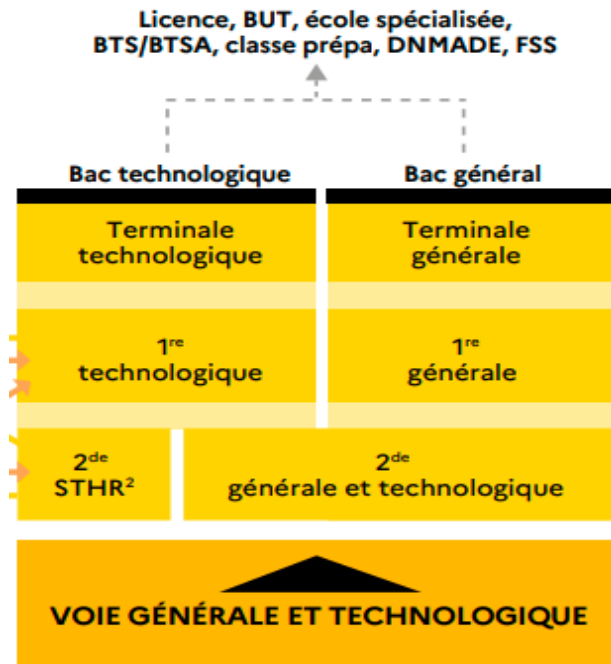 Licence, BUT, école spécialisée,
BTS/BTSA, classe prépa, DNMADE, FSS
Bac technologique
Bac général
Terminale
technologique
Terminale
générale
1re
technologique
1re
générale
2de
STHR2
2de
générale et technologique
VOIE GÉNÉRALE ET TECHNOLOGIQUE